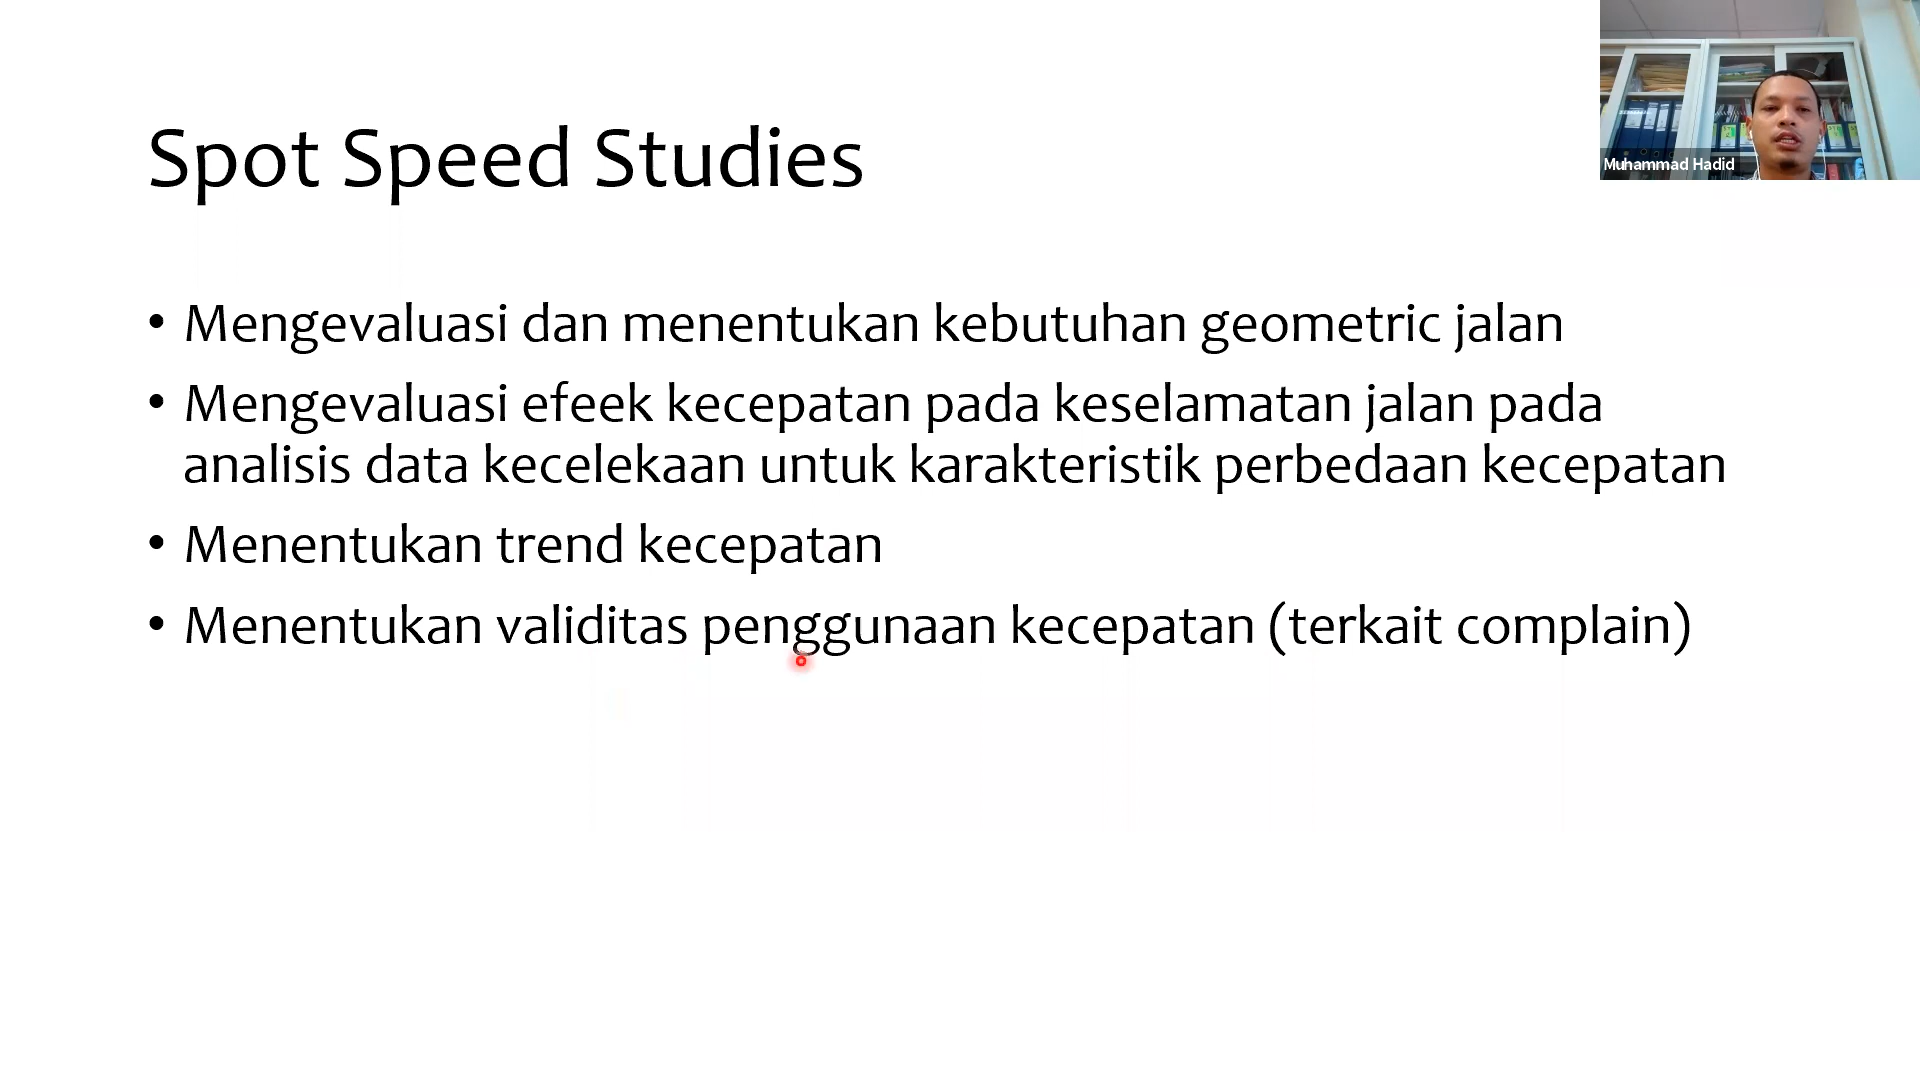 Spot Speed Studies
Muhammad Hadid
• Mengevaluasi dan menentukan kebutuhan geometric jalan
• Mengevaluasi efeek kecepatan pada keselamatan jalan pada
analisis data kecelekaan untuk karakteristik perbedaan kecepatan
• Menentukan trend kecepatan
• Menentukan validitas penggunaan kecepatan (terkait complain)